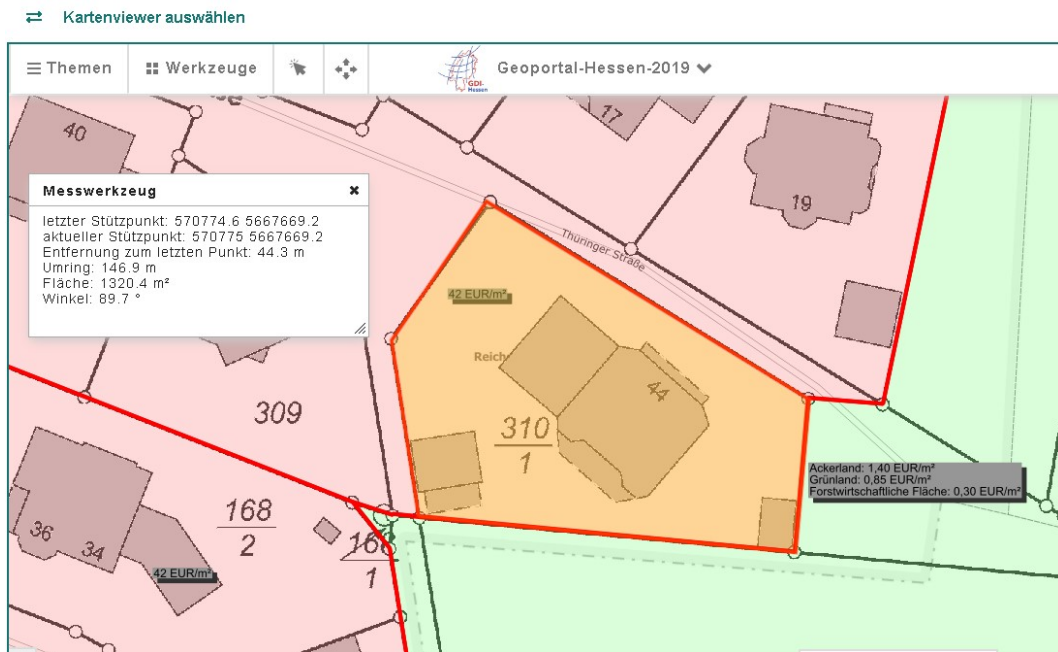 Kartenviewer auswählen
Themen
Werkzeuge
GDI-
Hessen
Geoportal-Hessen-2019
40
17
19
Messwerkzeug
letzter Stützpunkt: 570774.6 5667669.2
aktueller Stützpunkt: 570775 5667669.2
Entfernung zum letzten Punkt: 44.3 m
Umring: 146.9 m
Fläche: 1320.4 m²
Winkel: 89.7 °
Thüringer Straße
42 EUR/m²
Reich
44
309
310
1
Ackerland: 1,40 EUR/m²
Grünland: 0,85 EUR/m²
Forstwirtschaftliche Fläche: 0,30 EUR/m²
168
2
36
34
1
42 EUR/m²